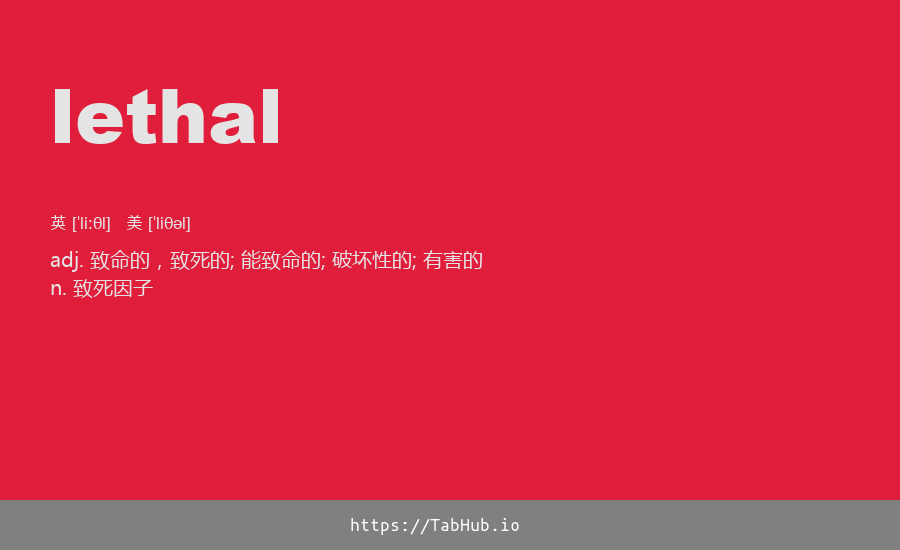 lethal
英 ['li:θl] 美 ['liθəl]
adj. 致命的，致死的; 能致命的; 破坏性的; 有害的
n. 致死因子
https://TabHub.io